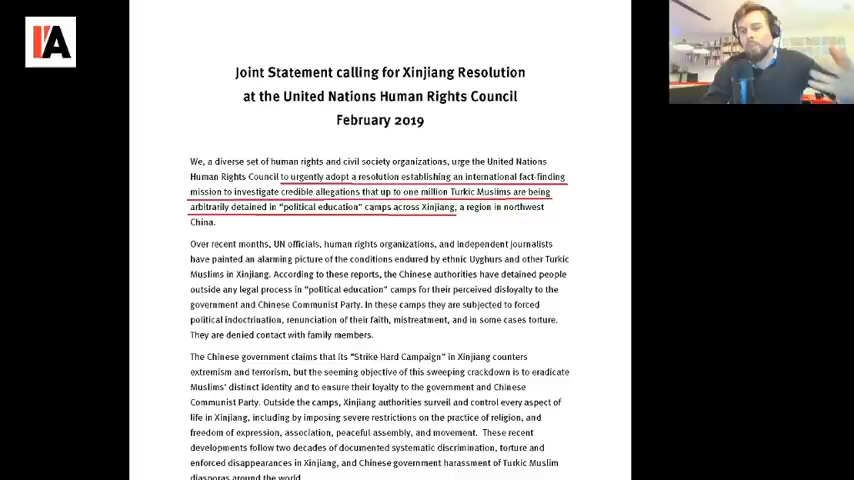 IA
Joint Statement calling for Xinjiang Resolution
at the United Nations Human Rights Council
February 2019
We, a diverse set of human rights and civil society organizations, urge the United Nations
Human Rights Council to urgently adopt a resolution establishing an international fact-finding
mission to investigate credible allegations that up to one million Turkic Muslims are being
arbitrarily detained in “political education” camps across Xinjiang, a region in northwest
China.
Over recent months, UN officials, human rights organizations, and independent journalists
have painted an alarming picture of the conditions endured by ethnic Uyghurs and other Turkic
Muslims in Xinjiang. According to these reports, the Chinese authorities have detained people
outside any legal process in “political education” camps for their perceived disloyalty to the
government and Chinese Communist Party. In these camps they are subjected to forced
political indoctrination, renunciation of their faith, mistreatment, and in some cases torture.
They are denied contact with family members.
The Chinese government claims that its “Strike Hard Campaign” in Xinjiang counters
extremism and terrorism, but the seeming objective of this sweeping crackdown is to eradicate
Muslims’ distinct identity and to ensure their loyalty to the government and Chinese
Communist Party. Outside the camps, Xinjiang authorities surveil and control every aspect of
life in Xinjiang, including by imposing severe restrictions on the practice of religion, and
freedom of expression, association, peaceful assembly, and movement. These recent
developments follow two decades of documented systematic discrimination, torture and
enforced disappearances in Xinjiang, and Chinese government harassment of Turkic Muslim
diasporas around the world.